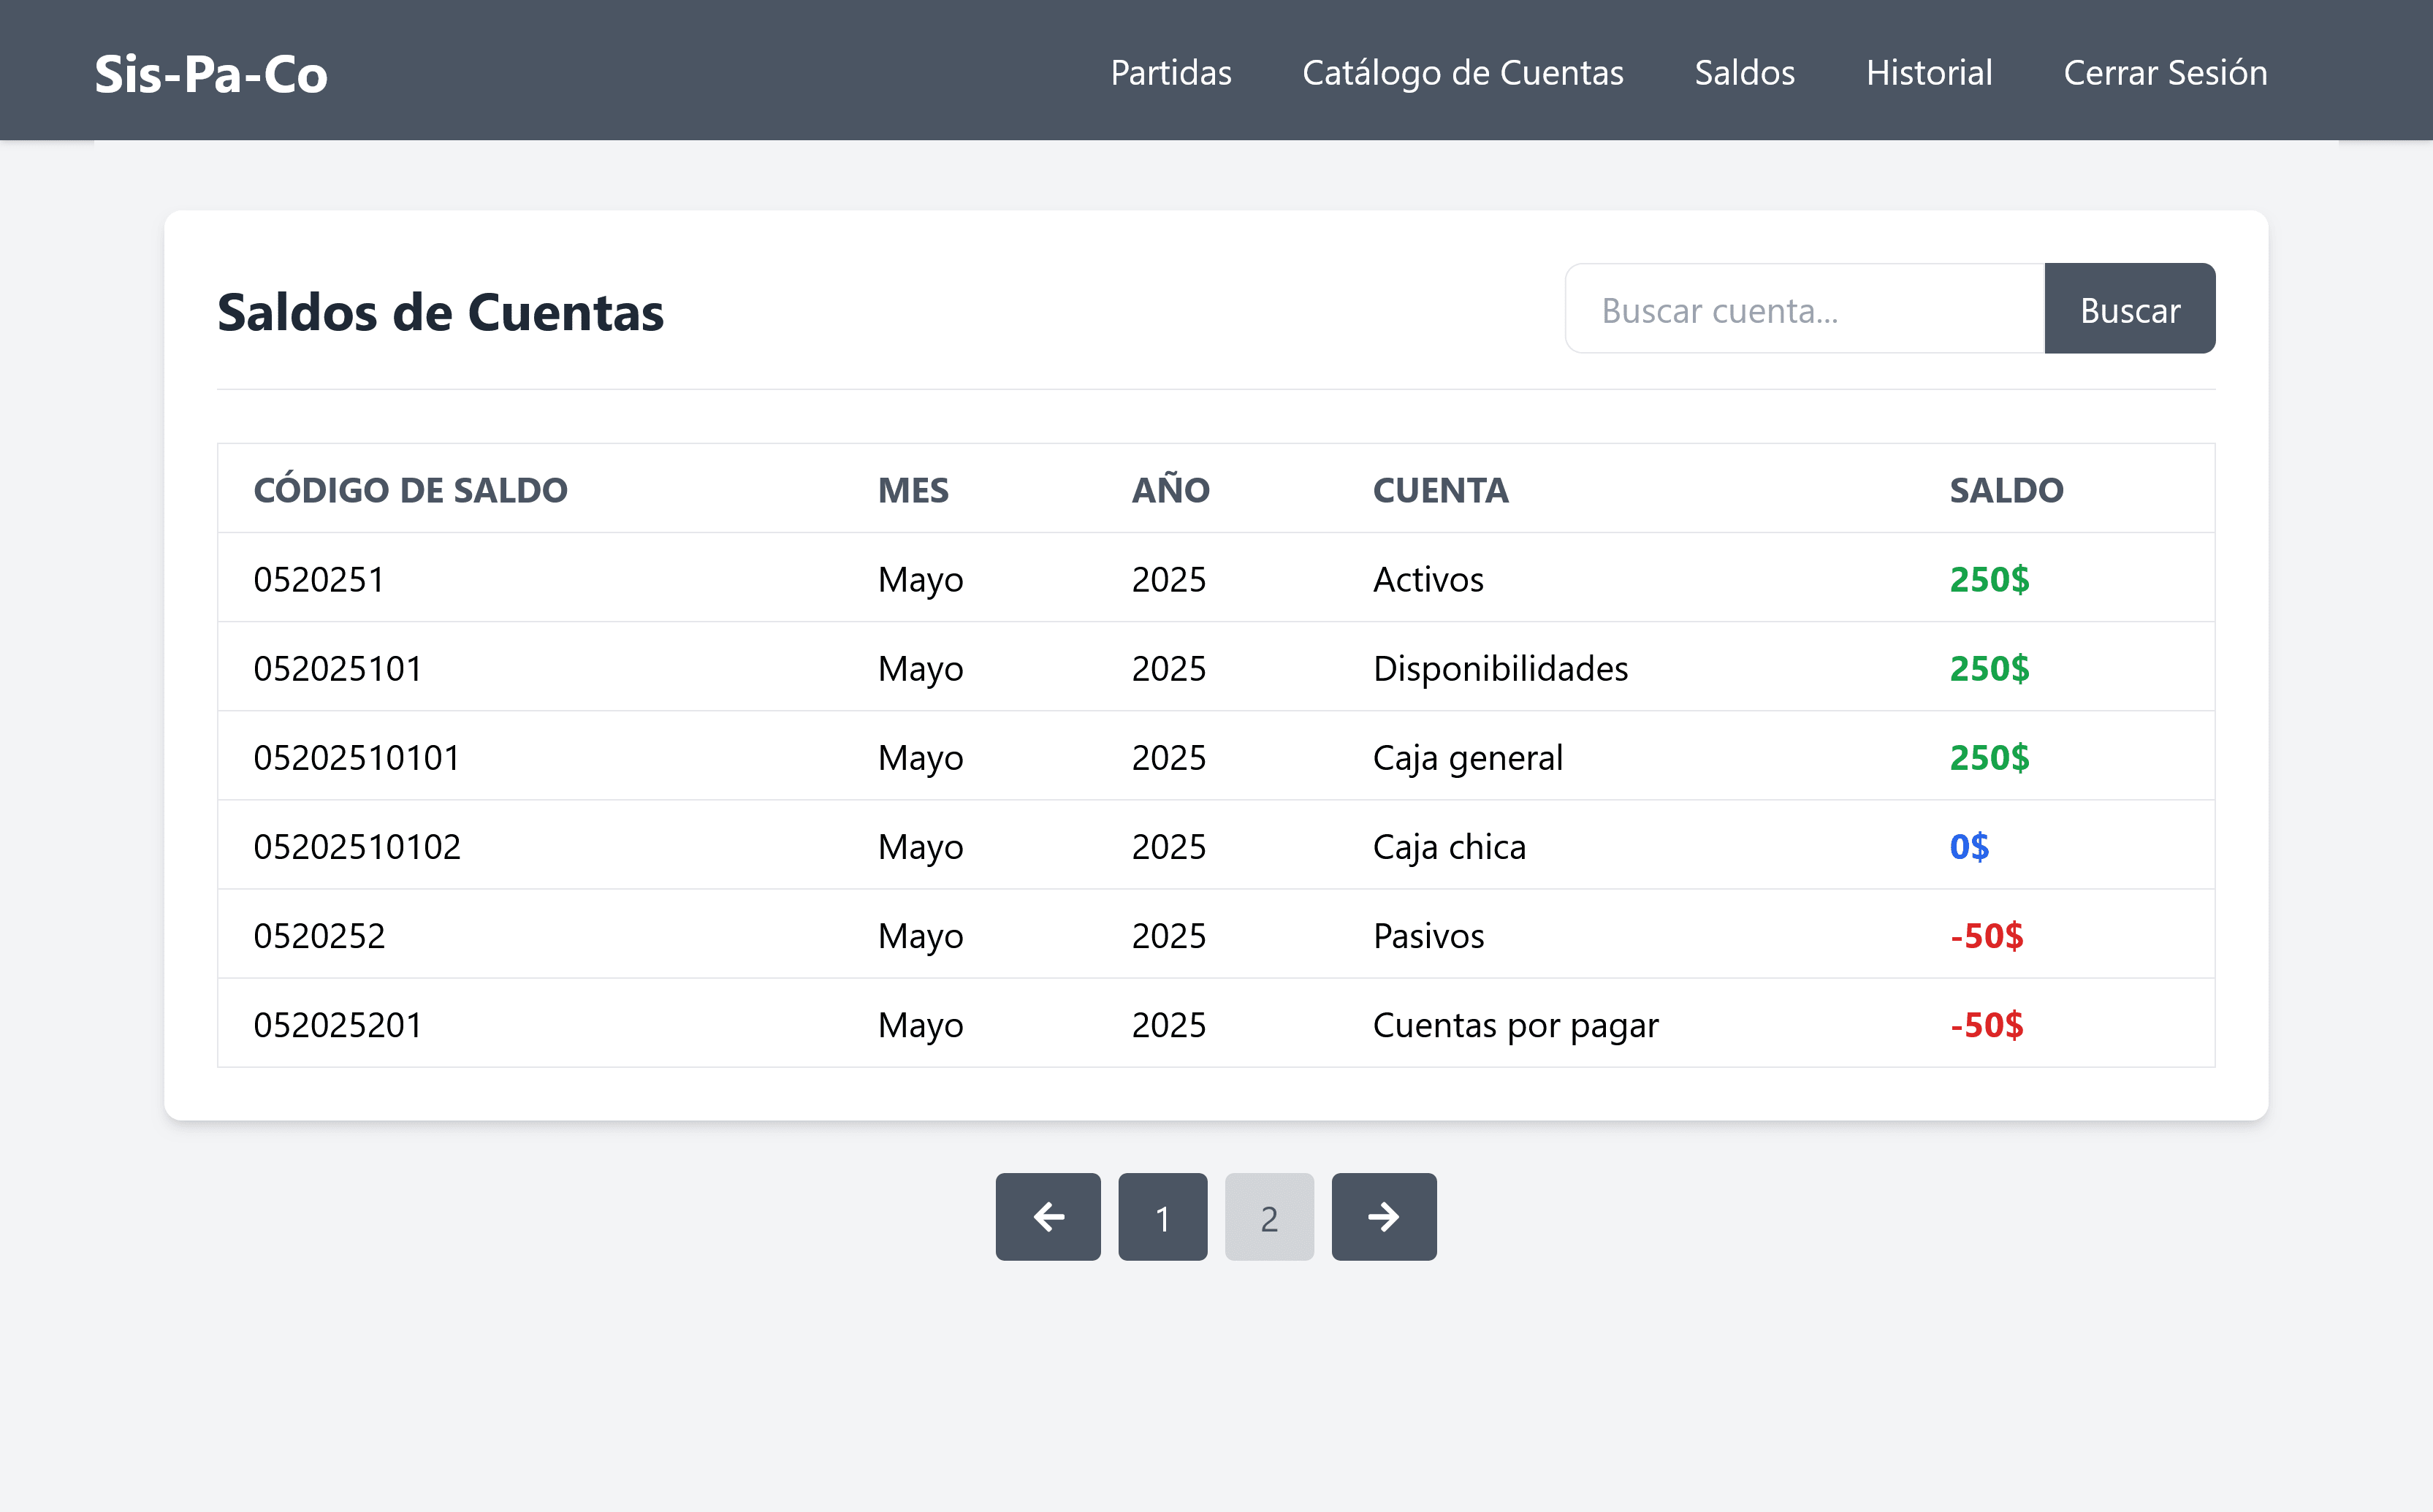 Sis-Pa-Co Partidas Catálogo de Cuentas Saldos Historial Cerrar Sesión
Saldos de Cuentas Buscar cuenta... Buscar
CÓDIGO DE SALDO MES AÑO CUENTA SALDO
0520251 Mayo 2025 Activos 250$
052025101 Mayo 2025 Disponibilidades 250$
05202510101 Mayo 2025 Caja general 250$
05202510102 Mayo 2025 Caja chica 0$
0520252 Mayo 2025 Pasivos -50$
052025201 Mayo 2025 Cuentas por pagar -50$
1 2